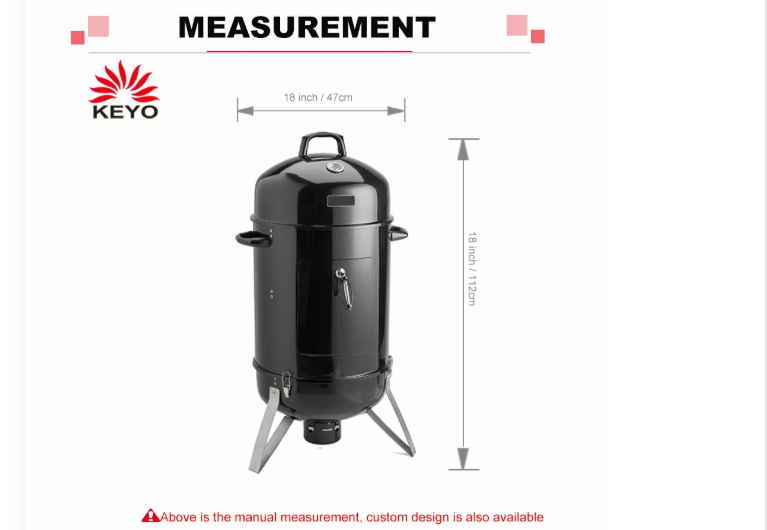 MEASUREMENT
KEYO
18 inch / 47cm
18 inch / 112cm
Above is the manual measurement, custom design is also available